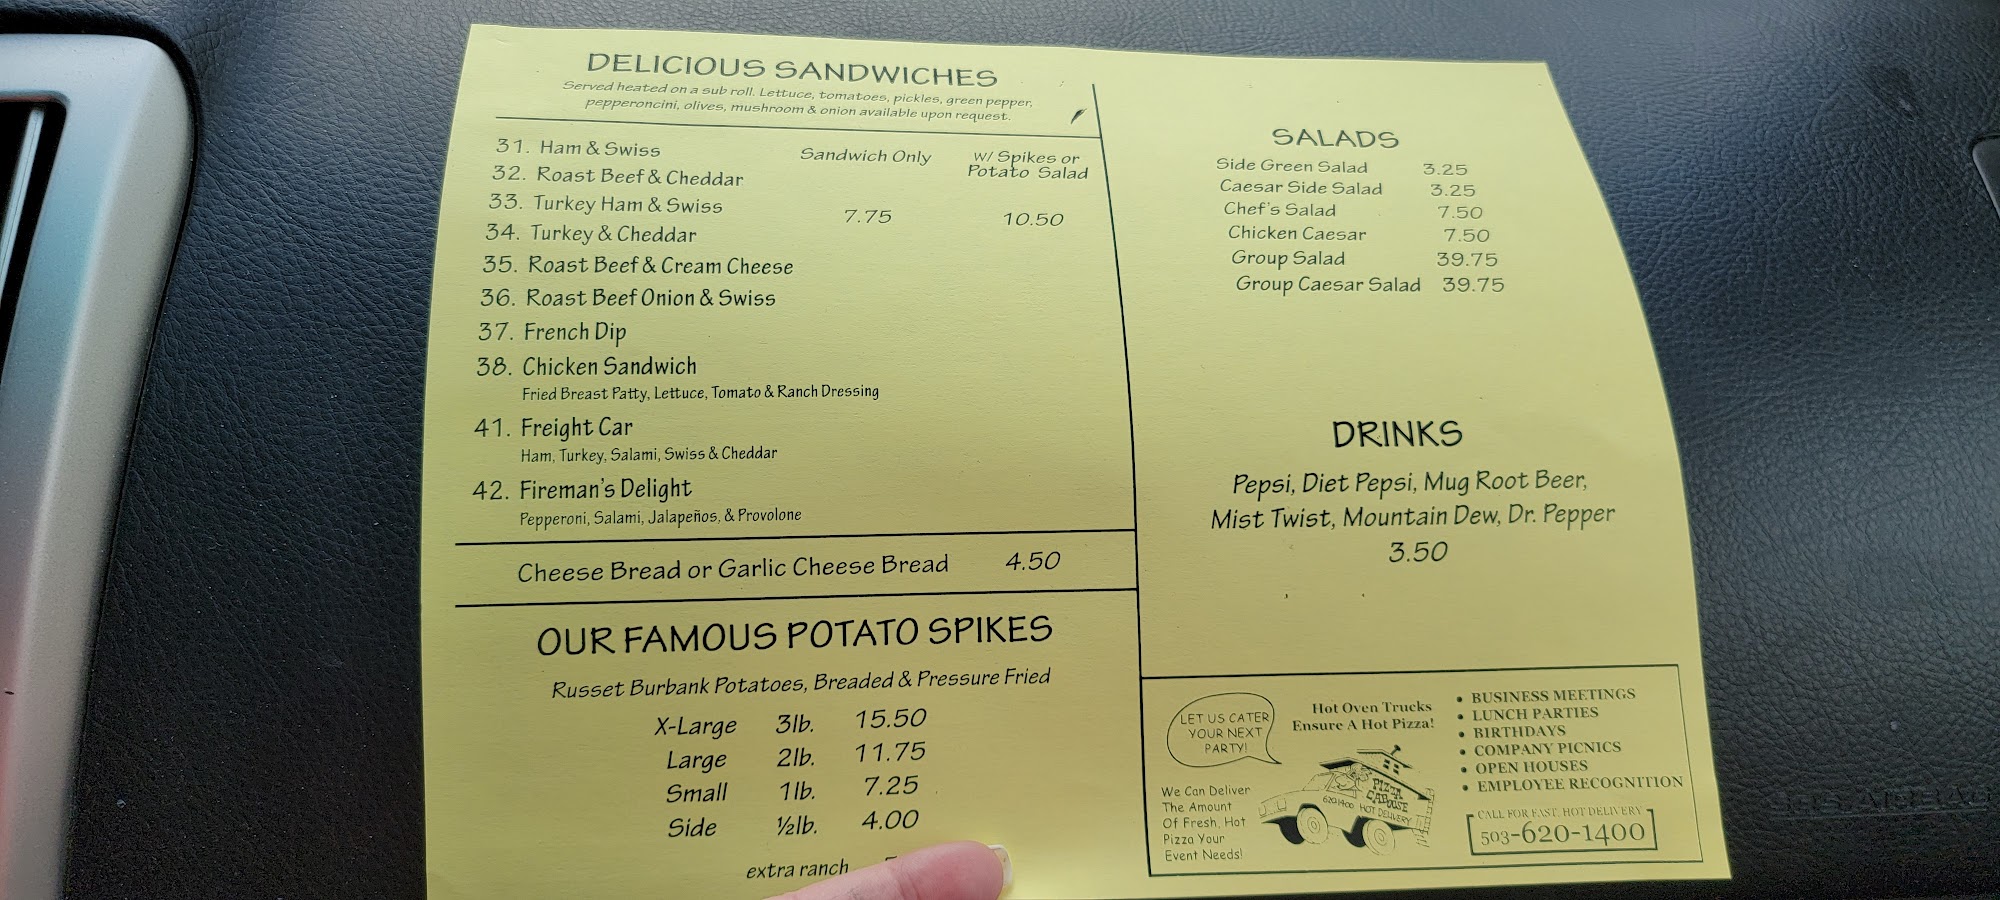 DELICIOUS SANDWICHES
Served heated on a sub roll. Lettuce, tomatoes, pickles, green pepper,
pepperoncini, olives, mushroom & onion available upon request.
Sandwich Only
W/ Spikes or
Potato Salad
31. Ham & Swiss
32. Roast Beef & Cheddar
33. Turkey Ham & Swiss
7.75 10.50
34. Turkey & Cheddar
35. Roast Beef & Cream Cheese
36. Roast Beef Onion & Swiss
37. French Dip
38. Chicken Sandwich
Fried Breast Patty, Lettuce, Tomato & Ranch Dressing
41. Freight Car
Ham, Turkey, Salami, Swiss & Cheddar
42. Fireman's Delight
Pepperoni, Salami, Jalapeños, & Provolone
Cheese Bread or Garlic Cheese Bread 4.50
OUR FAMOUS POTATO SPIKES
Russet Burbank Potatoes, Breaded & Pressure Fried
X-Large 3lb. 15.50
Large 2lb. 11.75
Small 1lb. 7.25
Side ½lb. 4.00
extra ranch
SALADS
Side Green Salad 3.25
Caesar Side Salad 3.25
Chef's Salad 7.50
Chicken Caesar 7.50
Group Salad 39.75
Group Caesar Salad 39.75
DRINKS
Pepsi, Diet Pepsi, Mug Root Beer,
Mist Twist, Mountain Dew, Dr. Pepper
3.50
LET US CATER
YOUR NEXT
PARTY!
Hot Oven Trucks
Ensure A Hot Pizza!
We Can Deliver
The Amount
Of Fresh, Hot
Pizza Your
Event Needs!
PIZZA
CABOOSE
620-1400 HOT DELIVERY
• BUSINESS MEETINGS
• LUNCH PARTIES
• BIRTHDAYS
• COMPANY PICNICS
• OPEN HOUSES
• EMPLOYEE RECOGNITION
CALL FOR FAST, HOT DELIVERY
503-620-1400